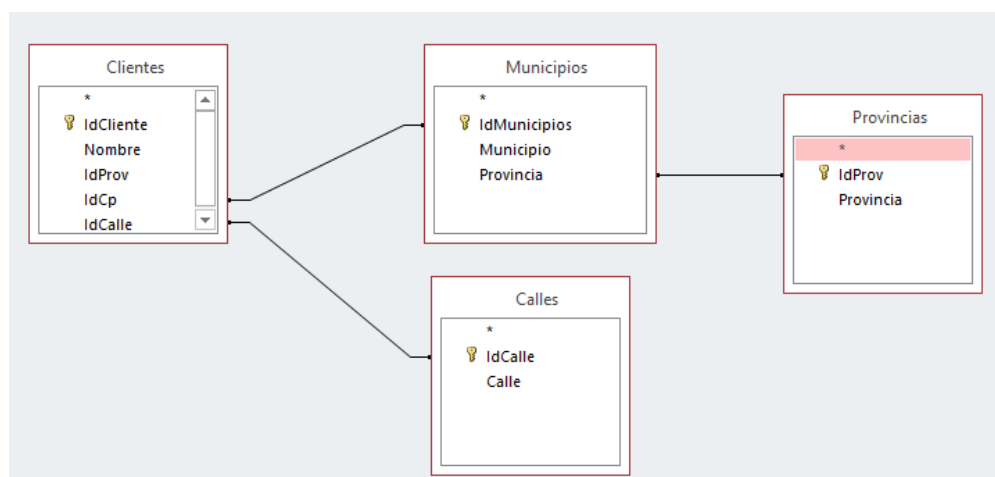 Clientes
*
IdCliente
Nombre
IdProv
IdCp
IdCalle
Municipios
*
IdMunicipios
Municipio
Provincia
Provincias
*
IdProv
Provincia
Calles
*
IdCalle
Calle